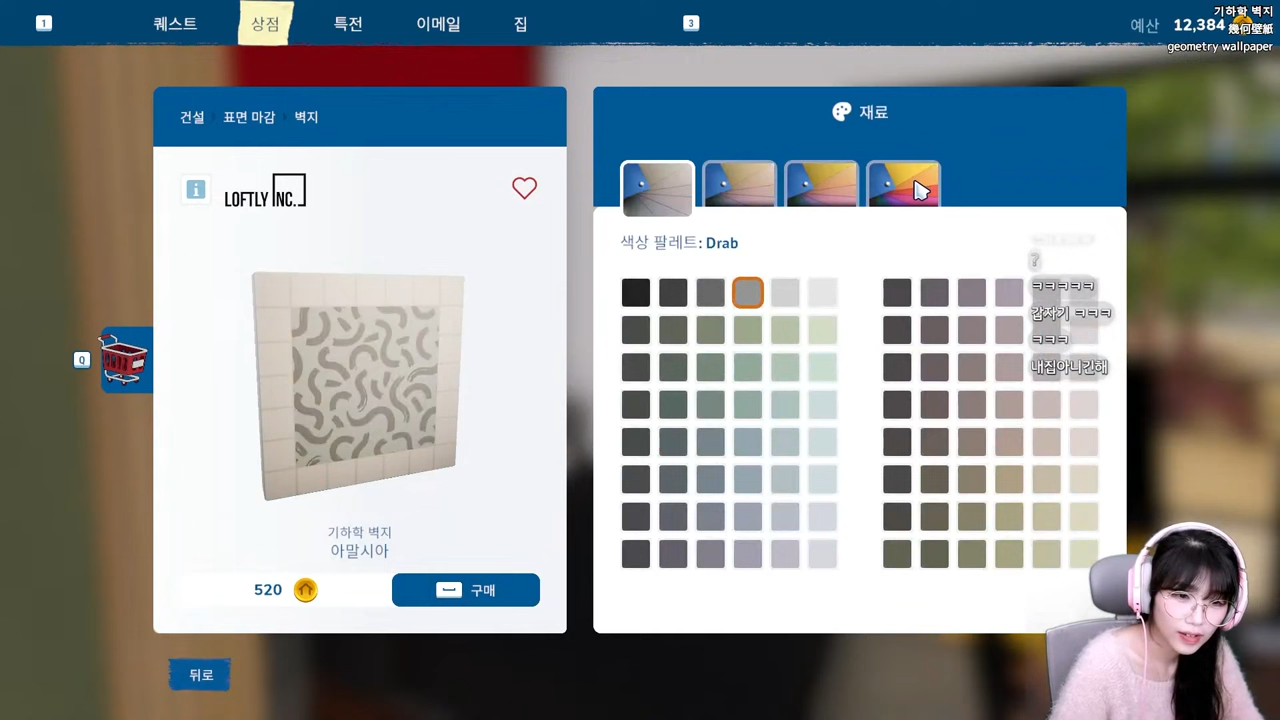 1
퀘스트
상점
특전
이메일
집
3
예산 12,384
기하학 벽지
幾何壁紙
geometry wallpaper
건설 표면 마감 벽지
재료
i
LOFTLY INC.
색상 팔레트: Drab
?
ㅋㅋㅋㅋㅋ
갑자기 ㅋㅋㅋ
ㅋㅋㅋ
내집아니긴해
Q
기하학 벽지
아말시아
520
구매
뒤로